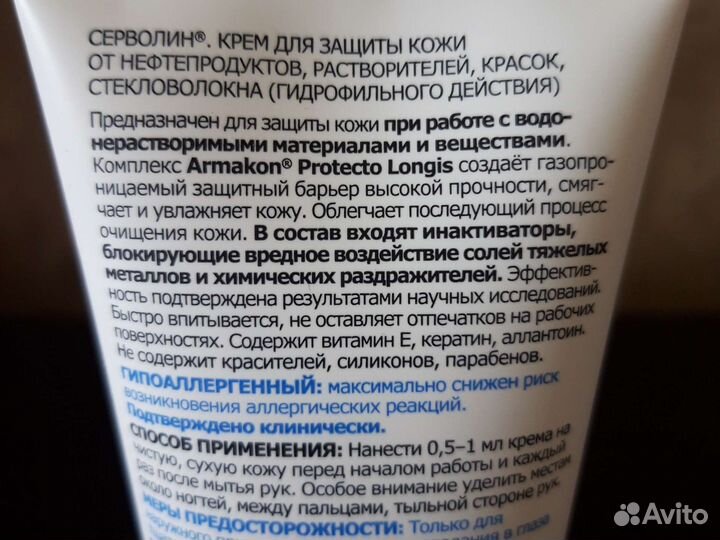 СЕРВОЛИН®. КРЕМ ДЛЯ ЗАЩИТЫ КОЖИ
ОТ НЕФТЕПРОДУКТОВ, РАСТВОРИТЕЛЕЙ, КРАСОК,
СТЕКЛОВОЛОКНА (ГИДРОФИЛЬНОГО ДЕЙСТВИЯ)
Предназначен для защиты кожи при работе с водо-
нерастворимыми материалами и веществами.
Комплекс Armakon® Protecto Longis создаёт газопро-
ницаемый защитный барьер высокой прочности, смяг-
чает и увлажняет кожу. Облегчает последующий процесс
очищения кожи. В состав входят инактиваторы,
блокирующие вредное воздействие солей тяжелых
металлов и химических раздражителей. Эффектив-
ность подтверждена результатами научных исследований.
Быстро впитывается, не оставляет отпечатков на рабочих
поверхностях. Содержит витамин Е, кератин, аллантоин.
Не содержит красителей, силиконов, парабенов.
ГИПОАЛЛЕРГЕННЫЙ: максимально снижен риск
возникновения аллергических реакций.
Подтверждено клинически.
СПОСОБ ПРИМЕНЕНИЯ: Нанести 0,5–1 мл крема на
чистую, сухую кожу перед началом работы и каждый
раз после мытья рук. Особое внимание уделить местам
около ногтей, между пальцами, тыльной стороне рук.
МЕРЫ ПРЕДОСТОРОЖНОСТИ: Только для
наружного в глаза
Avito